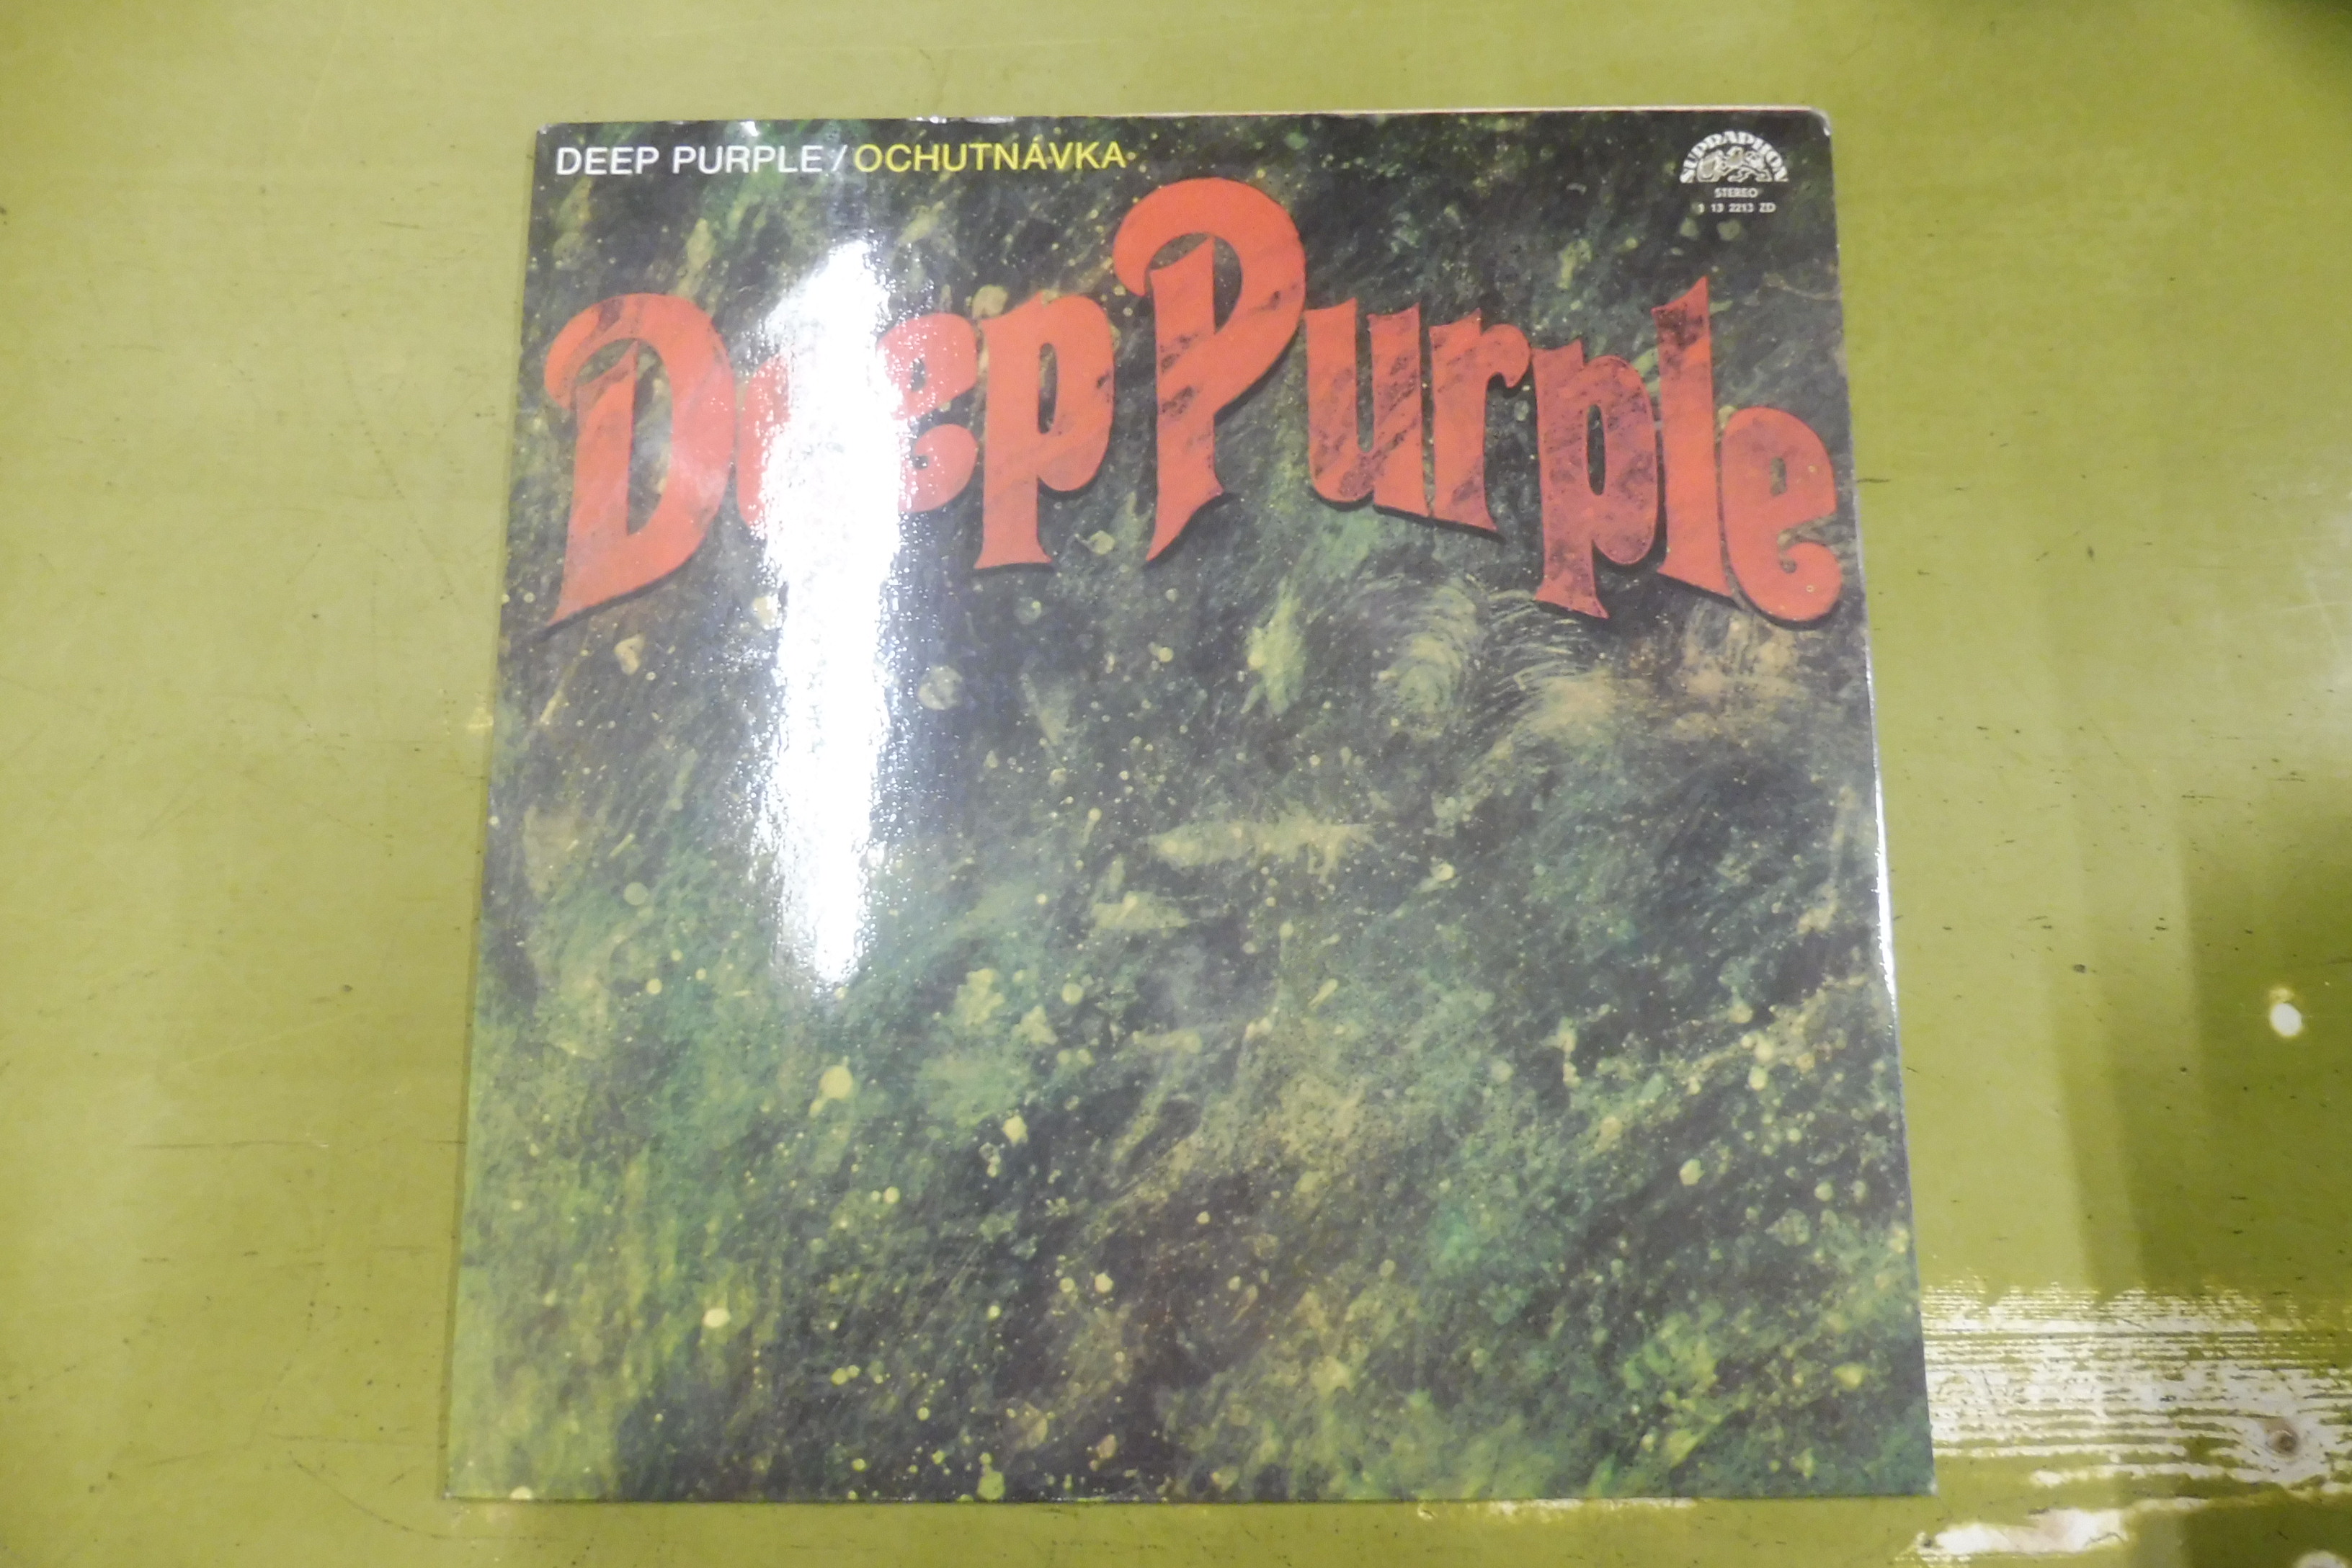 DEEP PURPLE/OCHUTNÁVKA
SUPRAPHON
STEREO
1 13 2213 ZD
Deep Purple